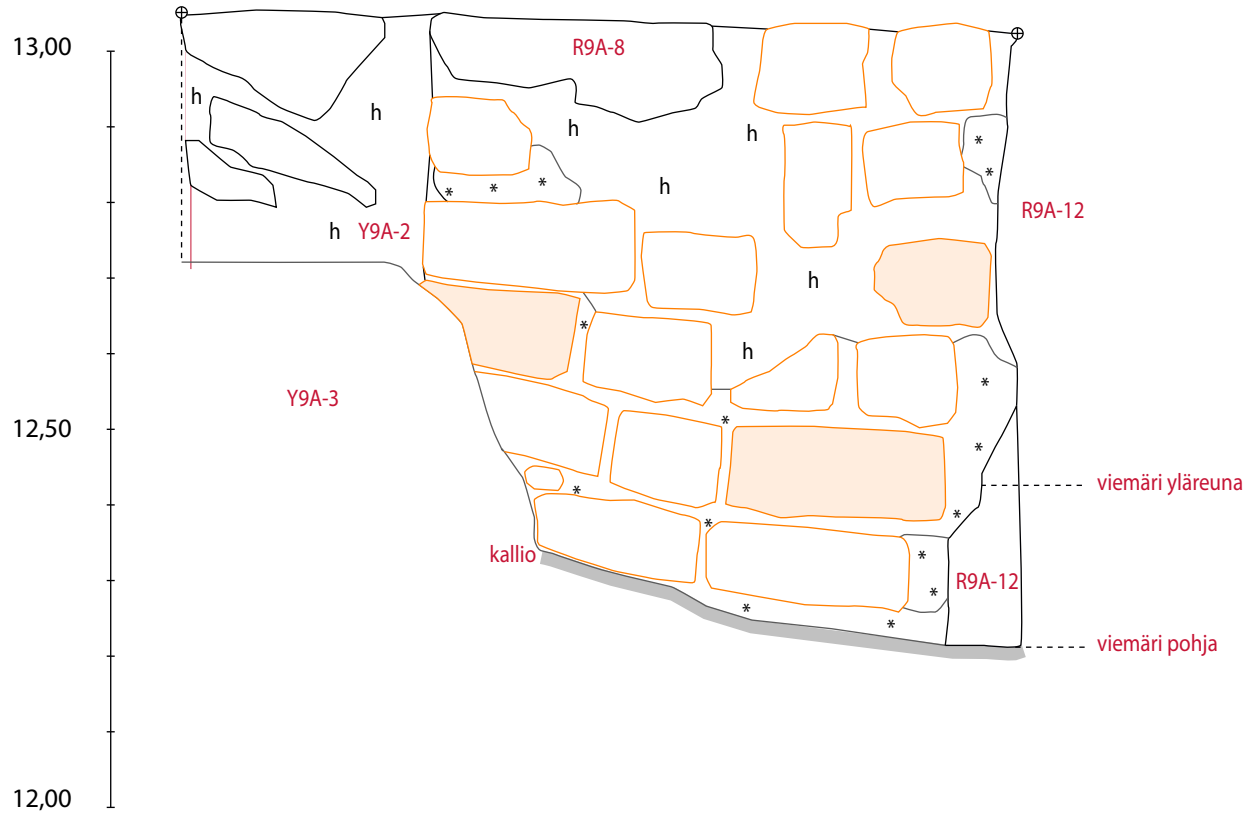 13,00
R9A-8
h
h
h
h
*
*
h
*
*
*
R9A-12
h
Y9A-2
h
*
h
*
Y9A-3
*
12,50
*
viemäri yläreuna
*
*
*
kallio
*
R9A-12
*
*
*
viemäri pohja
12,00